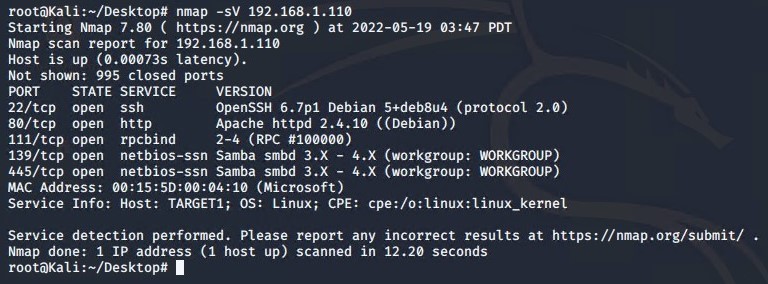 root@Kali:~/Desktop# nmap -sV 192.168.1.110
Starting Nmap 7.80 ( https://nmap.org ) at 2022-05-19 03:47 PDT
Nmap scan report for 192.168.1.110
Host is up (0.00073s latency).
Not shown: 995 closed ports
PORT    STATE SERVICE     VERSION
22/tcp  open  ssh         OpenSSH 6.7p1 Debian 5+deb8u4 (protocol 2.0)
80/tcp  open  http        Apache httpd 2.4.10 ((Debian))
111/tcp open  rpcbind     2-4 (RPC #100000)
139/tcp open  netbios-ssn Samba smbd 3.X - 4.X (workgroup: WORKGROUP)
445/tcp open  netbios-ssn Samba smbd 3.X - 4.X (workgroup: WORKGROUP)
MAC Address: 00:15:5D:00:04:10 (Microsoft)
Service Info: Host: TARGET1; OS: Linux; CPE: cpe:/o:linux:linux_kernel
Service detection performed. Please report any incorrect results at https://nmap.org/submit/ .
Nmap done: 1 IP address (1 host up) scanned in 12.20 seconds
root@Kali:~/Desktop#